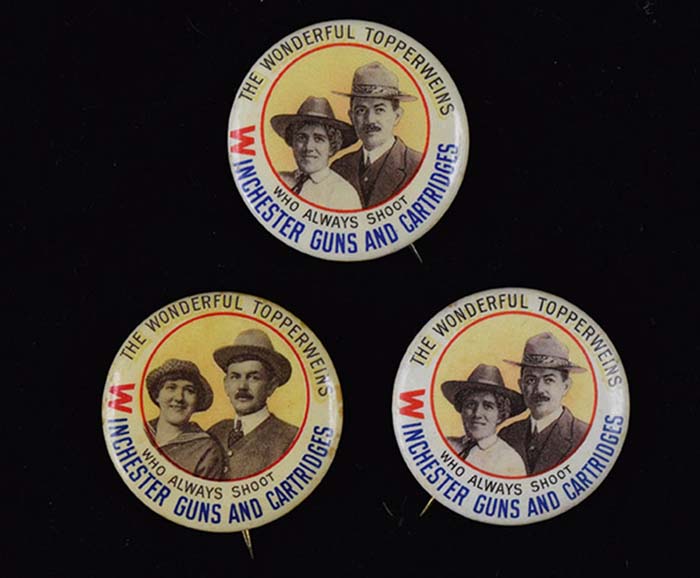 THE WONDERFUL TOPPERWEINS
WHO ALWAYS SHOOT
WINCHESTER GUNS AND CARTRIDGES
THE WONDERFUL TOPPERWEINS
WHO ALWAYS SHOOT
WINCHESTER GUNS AND CARTRIDGES
THE WONDERFUL TOPPERWEINS
WHO ALWAYS SHOOT
WINCHESTER GUNS AND CARTRIDGES